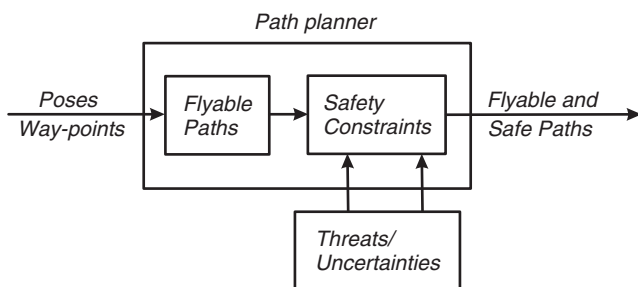 Path planner
Poses
Way-points
Flyable
Paths
Safety
Constraints
Flyable and
Safe Paths
Threats/
Uncertainties